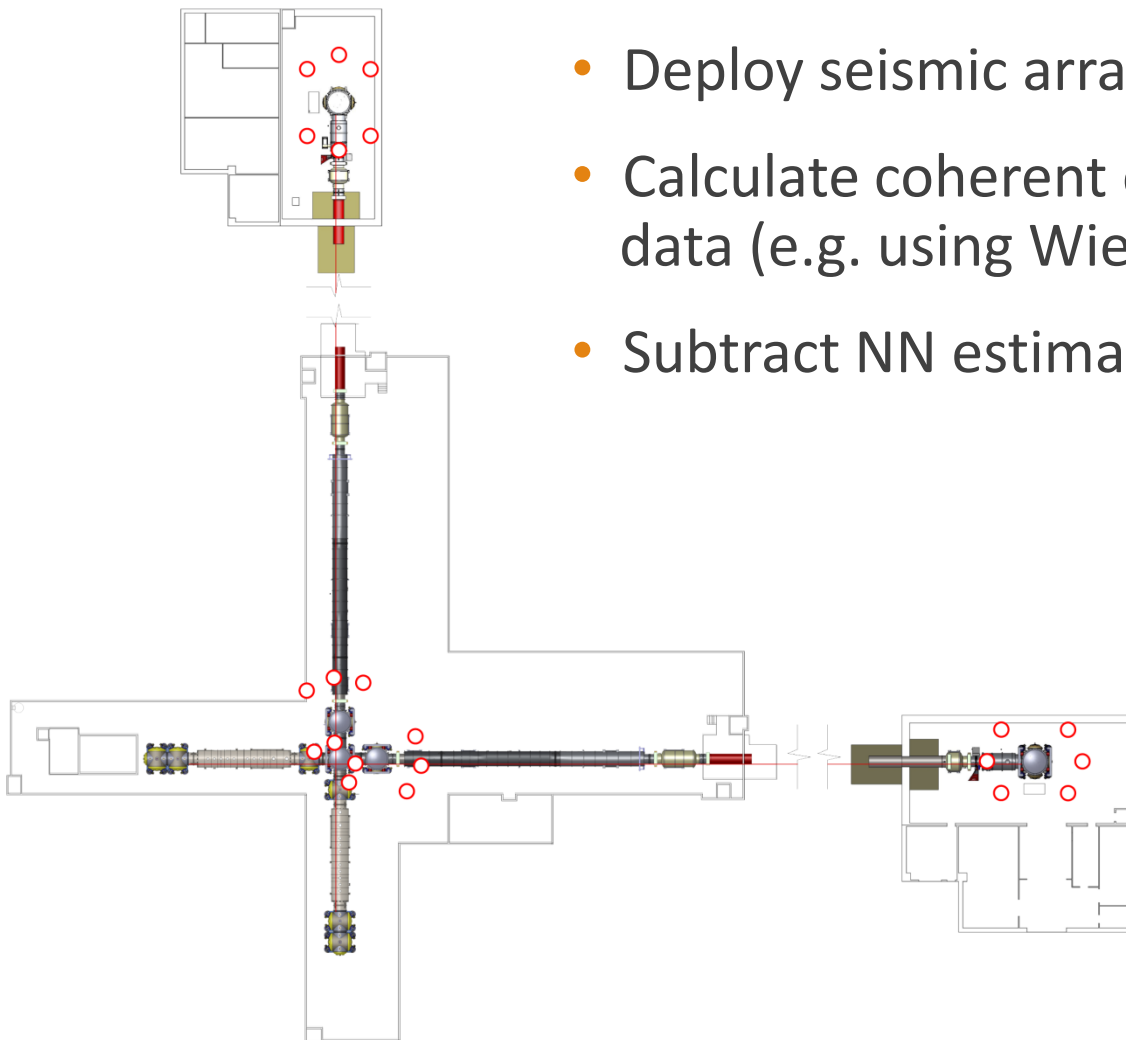 • Deploy seismic arra
• Calculate coherent
data (e.g. using Wie
• Subtract NN estima